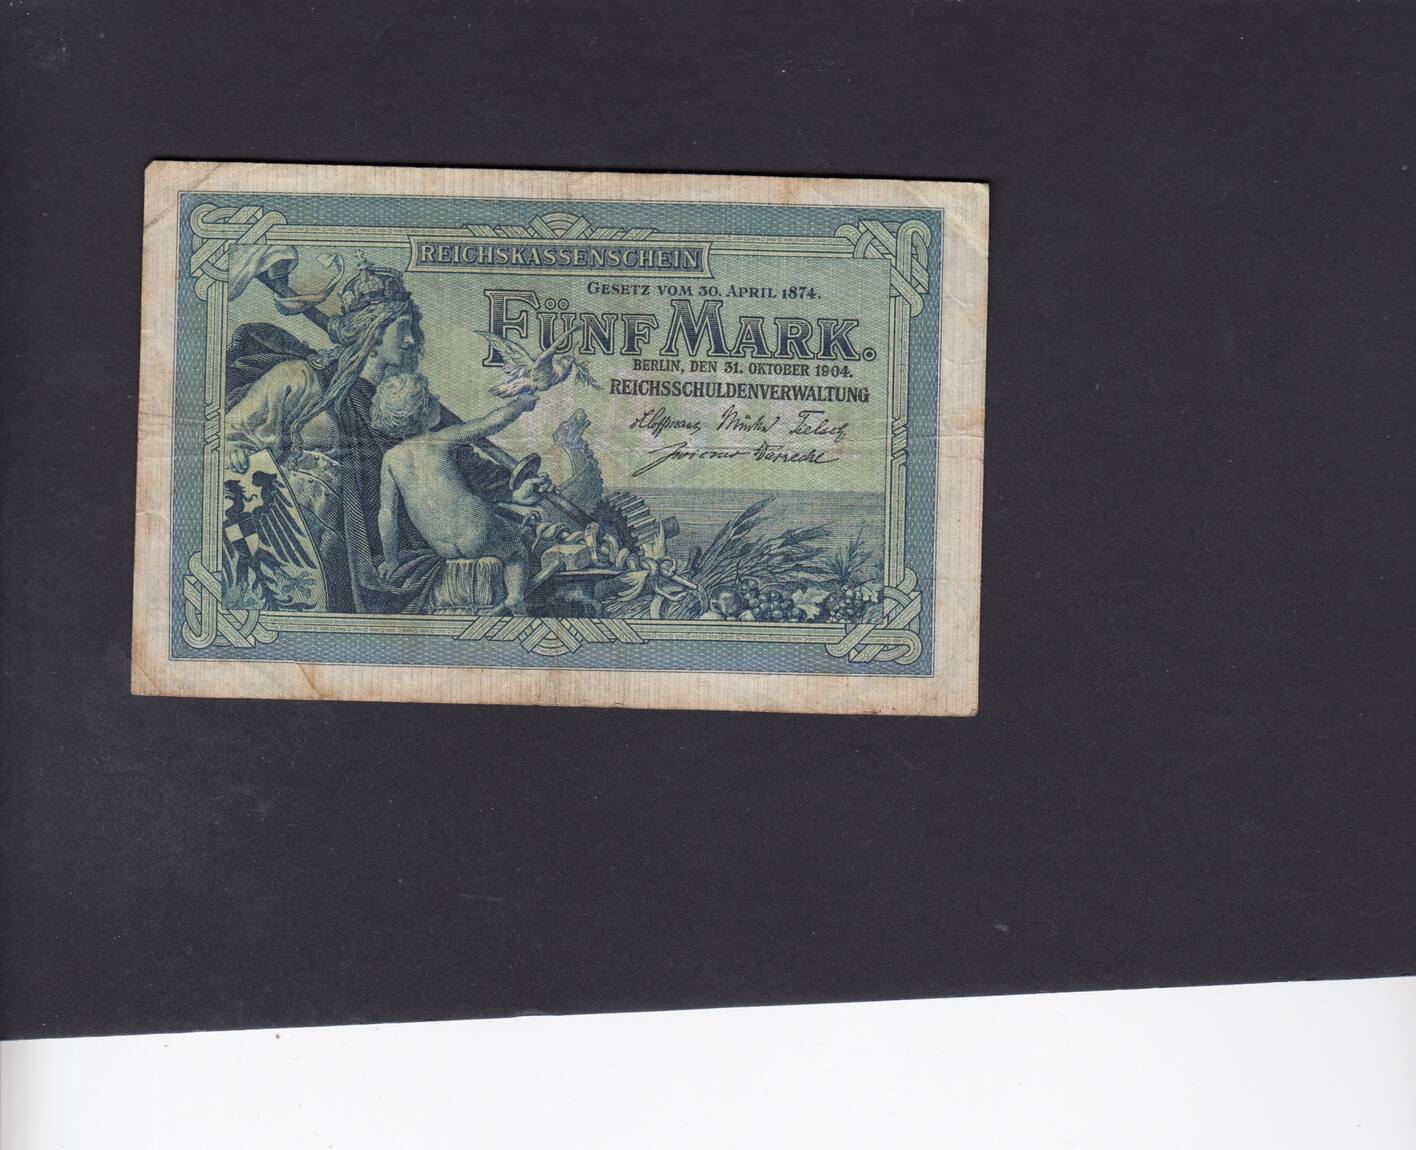 REICHSKASSENSCHEIN
GESETZ VOM 30. APRIL 1874.
FÜNF MARK.
BERLIN, DEN 31. OKTOBER 1904.
REICHSSCHULDENVERWALTUNG